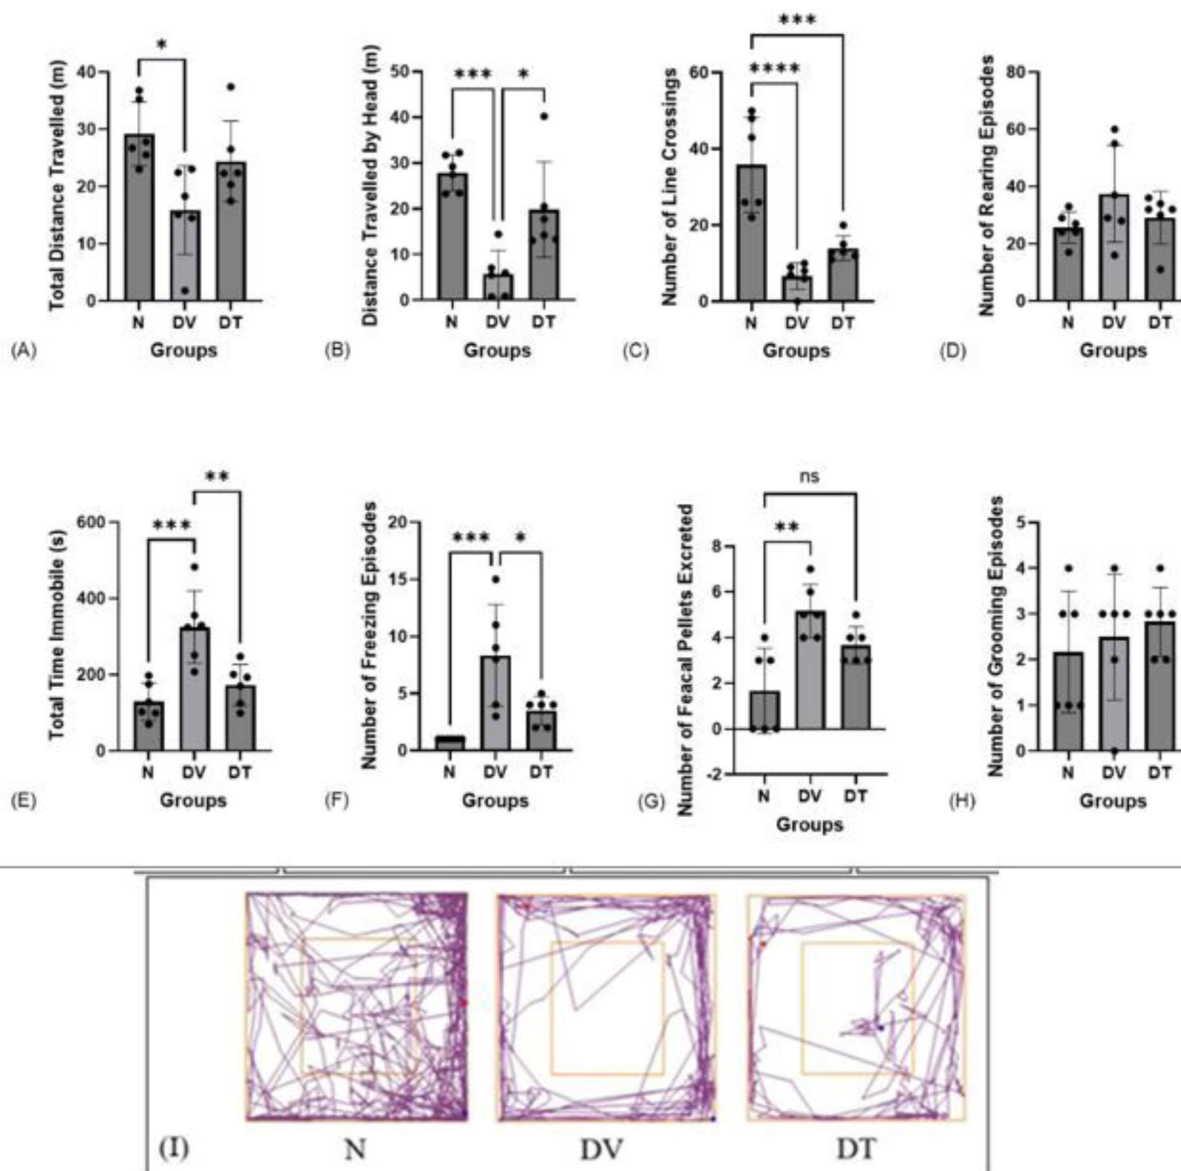 *
***
*
***
****
Total Distance Travelled (m)
40
30
20
10
0
N DV DT
Groups
(A)
Distance Travelled by Head (m)
50
40
30
20
10
0
N DV DT
Groups
(B)
Number of Line Crossings
60
40
20
0
N DV DT
Groups
(C)
Number of Rearing Episodes
80
60
40
20
0
N DV DT
Groups
(D)
**
***
Total Time Immobile (s)
600
400
200
0
N DV DT
Groups
(E)
***
*
Number of Freezing Episodes
20
15
10
5
0
N DV DT
Groups
(F)
ns
**
Number of Feacal Pellets Excreted
8
6
4
2
0
-2
N DV DT
Groups
(G)
Number of Grooming Episodes
5
4
3
2
1
0
N DV DT
Groups
(H)
(I)
N DV DT